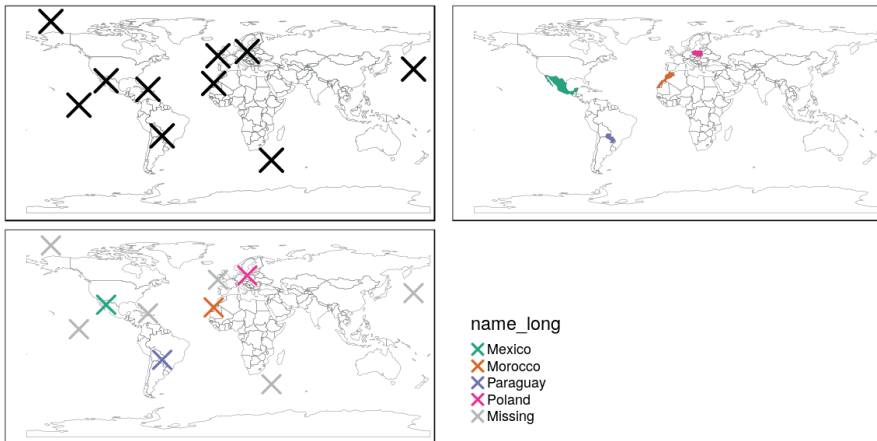 name_long
Mexico
Morocco
Paraguay
Poland
Missing